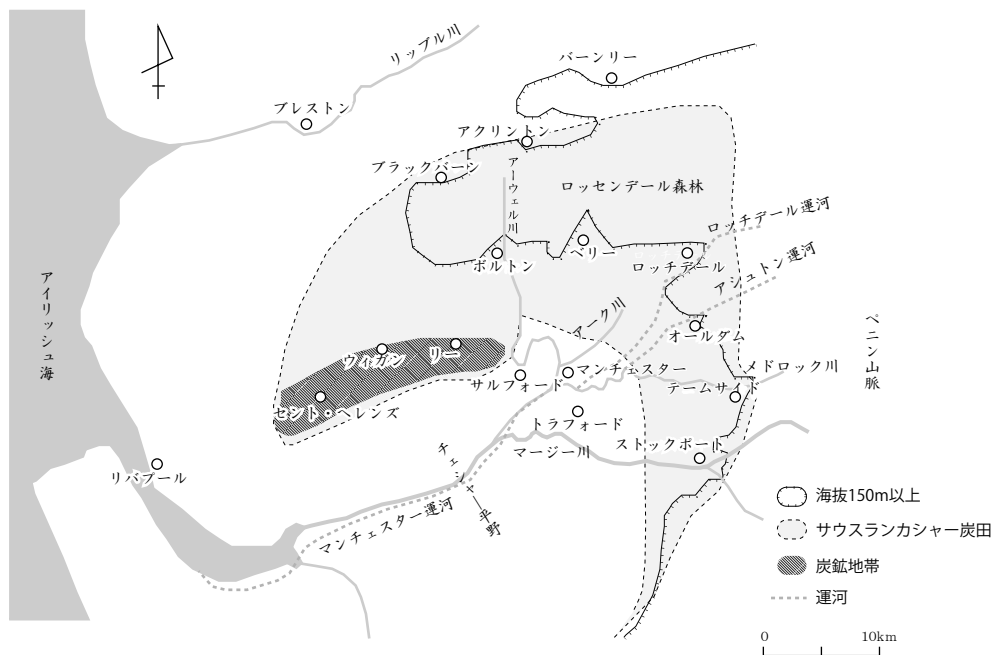 リッブル川
バーンリー
プレストン
アクリントン
ブラックバーン
アーウェル川
ロッセンデール森林
ロッチデール運河
ベリー
ボルトン
ロッチデール
アシュトン運河
アイリッシュ海
アーク川
オールダム
ペニン山脈
ウィガン
リー
マンチェスター
メドロック川
サルフォード
テームサイド
セント・ヘレンズ
トラフォード
ストックポート
マージー川
チェシャー平野
リバプール
マンチェスター運河
海抜150m以上
サウスランカシャー炭田
炭鉱地帯
運河
0
10km